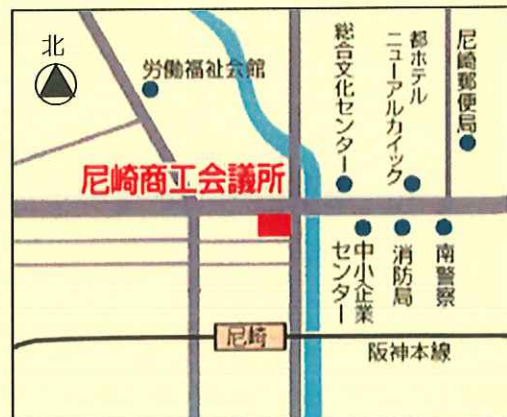 北
労働福祉会館
総合文化センター
都ホテル
ニューアルカイック
尼崎郵便局
尼崎商工会議所
中小企業
センター
消防局
南警察
尼崎
阪神本線